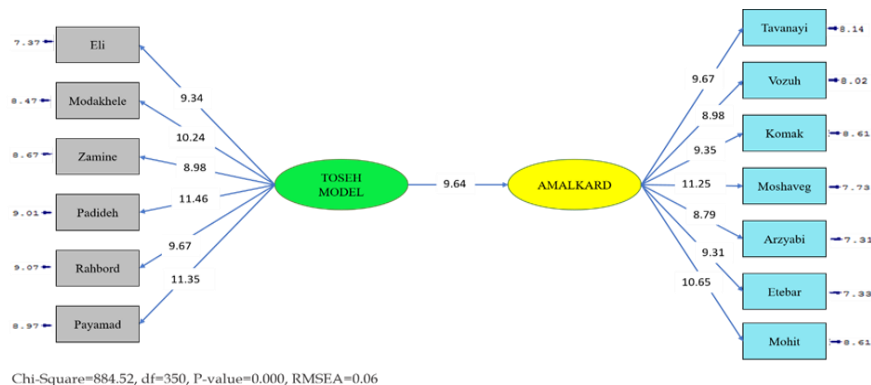 7.37
Eli
9.34
8.47
Modakhele
10.24
8.67
Zamine
8.98
9.01
Padideh
11.46
9.07
Rahbord
9.67
8.97
Payamad
11.35
TOSEH
MODEL
9.64
AMALKARD
9.67
Tavanayi
8.14
8.98
Vozuh
8.02
9.35
Komak
8.61
11.25
Moshaveg
7.73
8.79
Arzyabi
7.31
9.31
Etebar
7.33
10.65
Mohit
8.61
Chi-Square=884.52, df=350, P-value=0.000, RMSEA=0.06